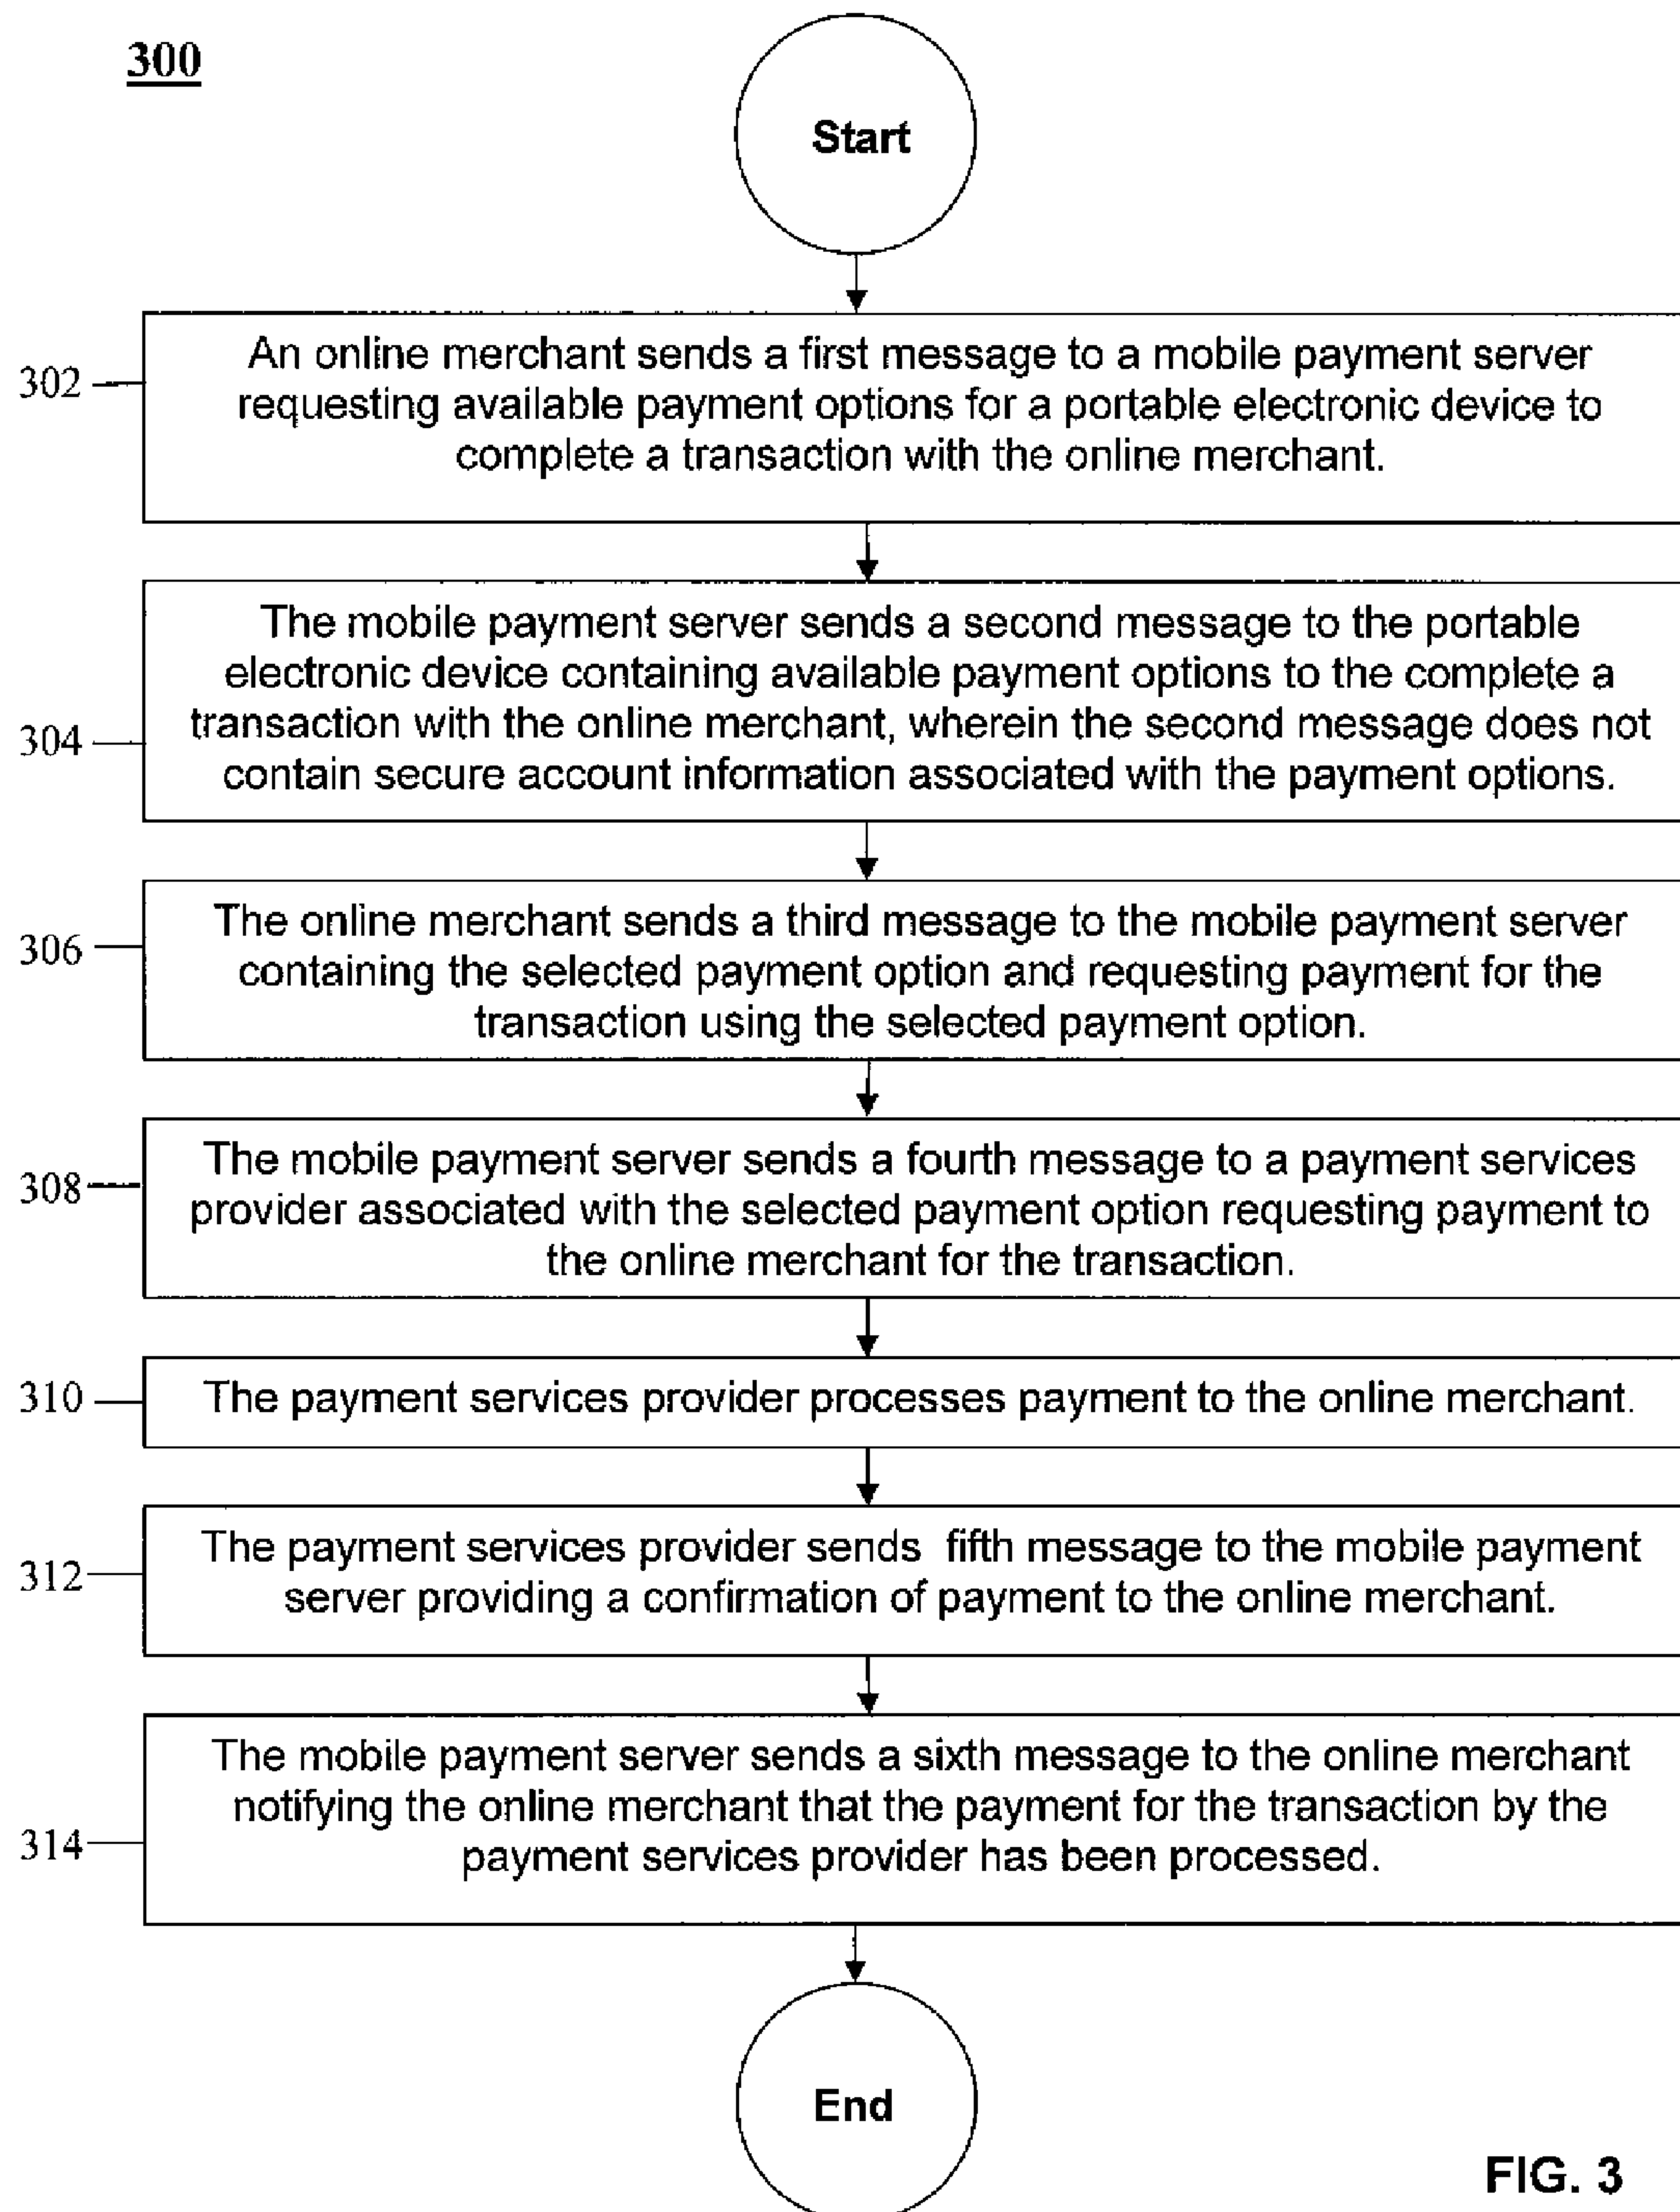 300
Start
302
An online merchant sends a first message to a mobile payment server
requesting available payment options for a portable electronic device to
complete a transaction with the online merchant.
304
The mobile payment server sends a second message to the portable
electronic device containing available payment options to the complete a
transaction with the online merchant, wherein the second message does not
contain secure account information associated with the payment options.
306
The online merchant sends a third message to the mobile payment server
containing the selected payment option and requesting payment for the
transaction using the selected payment option.
308
The mobile payment server sends a fourth message to a payment services
provider associated with the selected payment option requesting payment to
the online merchant for the transaction.
310
The payment services provider processes payment to the online merchant.
312
The payment services provider sends fifth message to the mobile payment
server providing a confirmation of payment to the online merchant.
314
The mobile payment server sends a sixth message to the online merchant
notifying the online merchant that the payment for the transaction by the
payment services provider has been processed.
End
FIG. 3